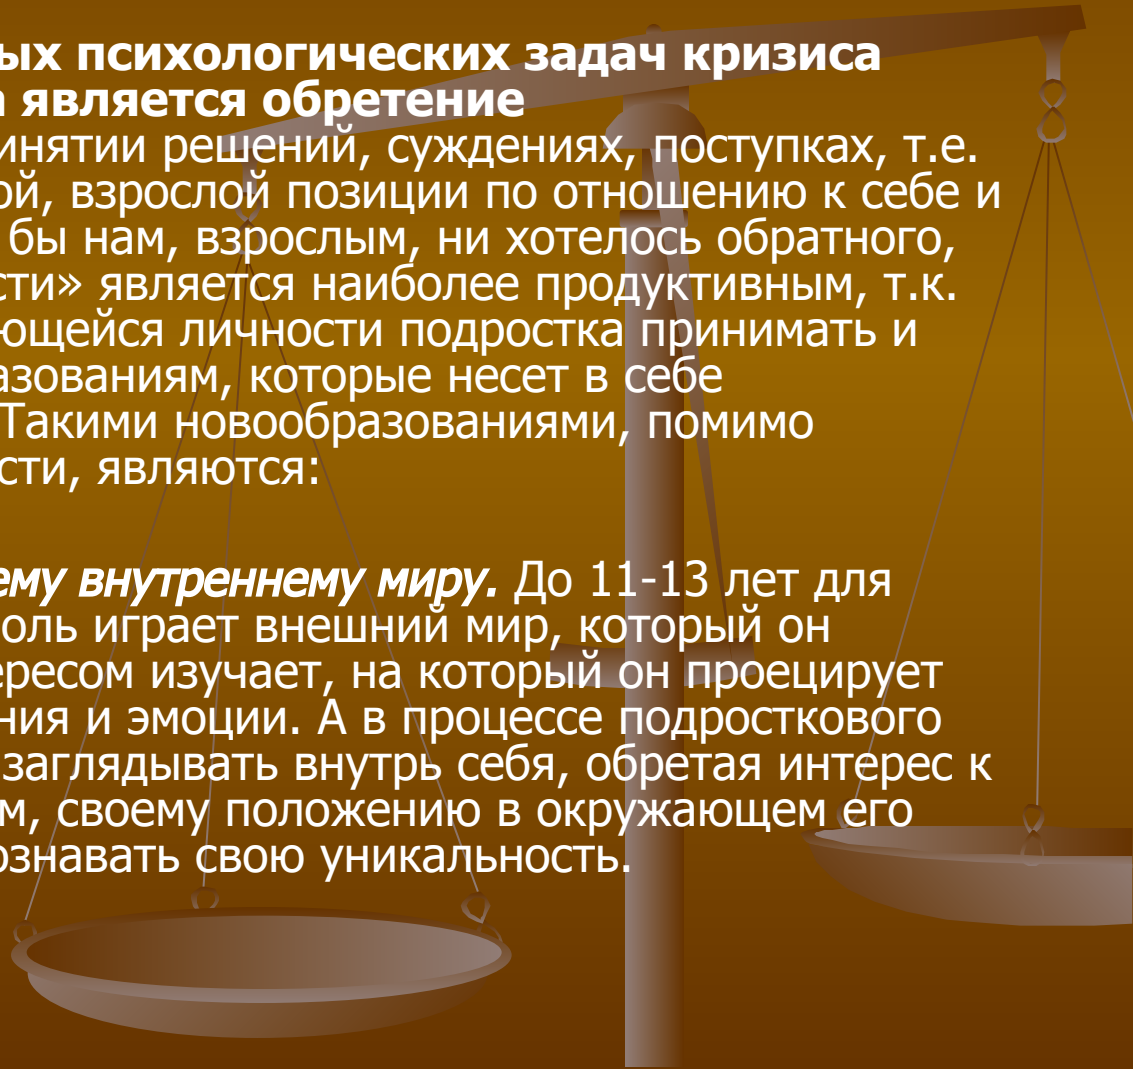 ых психологических задач кризиса
а является обретение
инятии решений, суждениях, поступках, т.е.
ой, взрослой позиции по отношению к себе и
бы нам, взрослым, ни хотелось обратного,
сти» является наиболее продуктивным, т.к.
ющейся личности подростка принимать и
азованиям, которые несет в себе
Такими новообразованиями, помимо
сти, являются:
ему внутреннему миру. До 11-13 лет для
оль играет внешний мир, который он
ересом изучает, на который он проецирует
ния и эмоции. А в процессе подросткового
заглядывать внутрь себя, обретая интерес к
м, своему положению в окружающем его
ознавать свою уникальность.